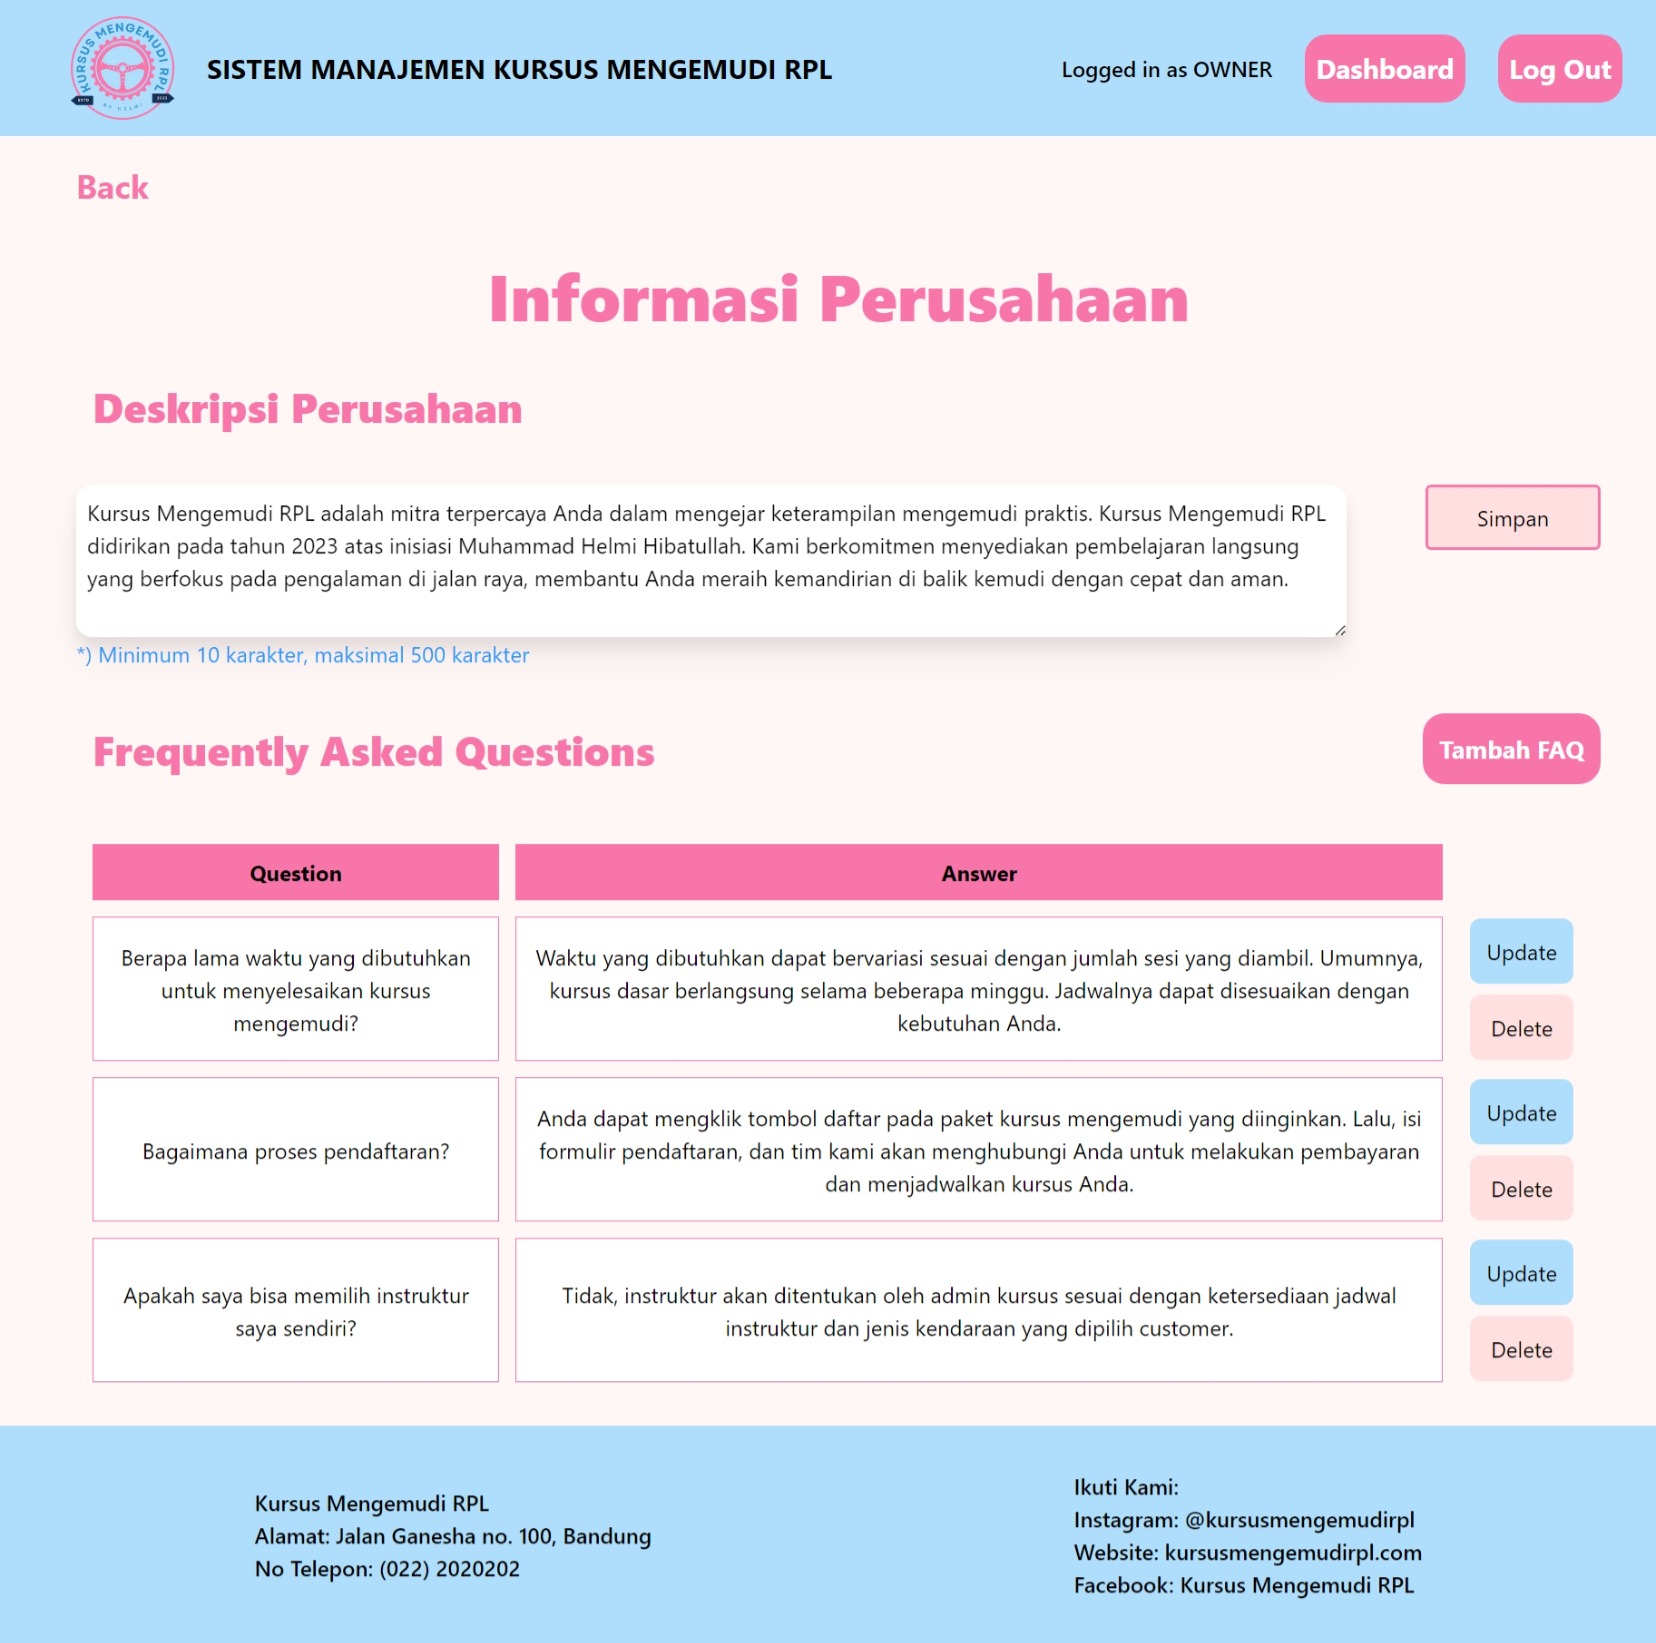 KURSUS MENGEMUDI RPL
BY HELMI
SISTEM MANAJEMEN KURSUS MENGEMUDI RPL
Logged in as OWNER
Dashboard
Log Out
Back
Informasi Perusahaan
Deskripsi Perusahaan
Kursus Mengemudi RPL adalah mitra terpercaya Anda dalam mengejar keterampilan mengemudi praktis. Kursus Mengemudi RPL
didirikan pada tahun 2023 atas inisiasi Muhammad Helmi Hibatullah. Kami berkomitmen menyediakan pembelajaran langsung
yang berfokus pada pengalaman di jalan raya, membantu Anda meraih kemandirian di balik kemudi dengan cepat dan aman.
Simpan
*) Minimum 10 karakter, maksimal 500 karakter
Frequently Asked Questions
Tambah FAQ
Question
Answer
Berapa lama waktu yang dibutuhkan
untuk menyelesaikan kursus
mengemudi?
Waktu yang dibutuhkan dapat bervariasi sesuai dengan jumlah sesi yang diambil. Umumnya,
kursus dasar berlangsung selama beberapa minggu. Jadwalnya dapat disesuaikan dengan
kebutuhan Anda.
Update
Delete
Bagaimana proses pendaftaran?
Anda dapat mengklik tombol daftar pada paket kursus mengemudi yang diinginkan. Lalu, isi
formulir pendaftaran, dan tim kami akan menghubungi Anda untuk melakukan pembayaran
dan menjadwalkan kursus Anda.
Update
Delete
Apakah saya bisa memilih instruktur
saya sendiri?
Tidak, instruktur akan ditentukan oleh admin kursus sesuai dengan ketersediaan jadwal
instruktur dan jenis kendaraan yang dipilih customer.
Update
Delete
Kursus Mengemudi RPL
Alamat: Jalan Ganesha no. 100, Bandung
No Telepon: (022) 2020202
Ikuti Kami:
Instagram: @kursusmengemudirpl
Website: kursusmengemudirpl.com
Facebook: Kursus Mengemudi RPL